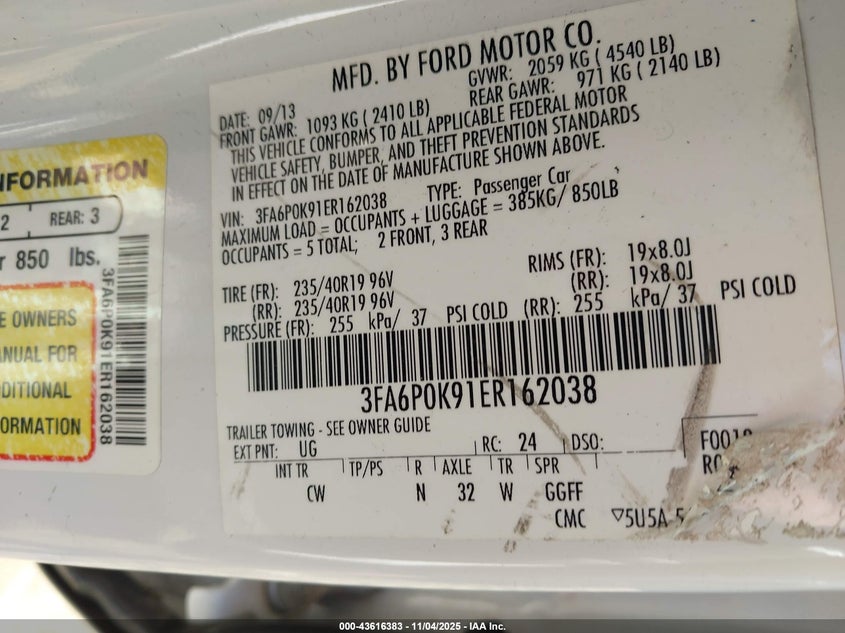 MFD. BY FORD MOTOR CO.
DATE: 09/13 GVWR: 2059 KG ( 4540 LB)
FRONT GAWR: 1093 KG ( 2410 LB) REAR GAWR: 971 KG ( 2140 LB)
THIS VEHICLE CONFORMS TO ALL APPLICABLE FEDERAL MOTOR
VEHICLE SAFETY, BUMPER, AND THEFT PREVENTION STANDARDS
IN EFFECT ON THE DATE OF MANUFACTURE SHOWN ABOVE.
VIN: 3FA6P0K91ER162038 TYPE: Passenger Car
MAXIMUM LOAD = OCCUPANTS + LUGGAGE = 385KG/ 850LB
OCCUPANTS = 5 TOTAL; 2 FRONT, 3 REAR
TIRE (FR): 235/40R19 96V RIMS (FR): 19x8.0J
(RR): 235/40R19 96V (RR): 19x8.0J
PRESSURE (FR): 255 kPa/ 37 PSI COLD (RR): 255 kPa/ 37 PSI COLD
3FA6P0K91ER162038
TRAILER TOWING - SEE OWNER GUIDE
EXT PNT: UG RC: 24 DSO:
INT TR TP/PS R AXLE TR SPR
CW N 32 W GGFF
CMC ▽5U5A
F001
NFORMATION
2 REAR: 3
r 850 lbs.
E OWNERS
ANUAL FOR
DDITIONAL
FORMATION
3FA6P0K91ER162038
000-43616383 - 11/04/2025 - IAA Inc.